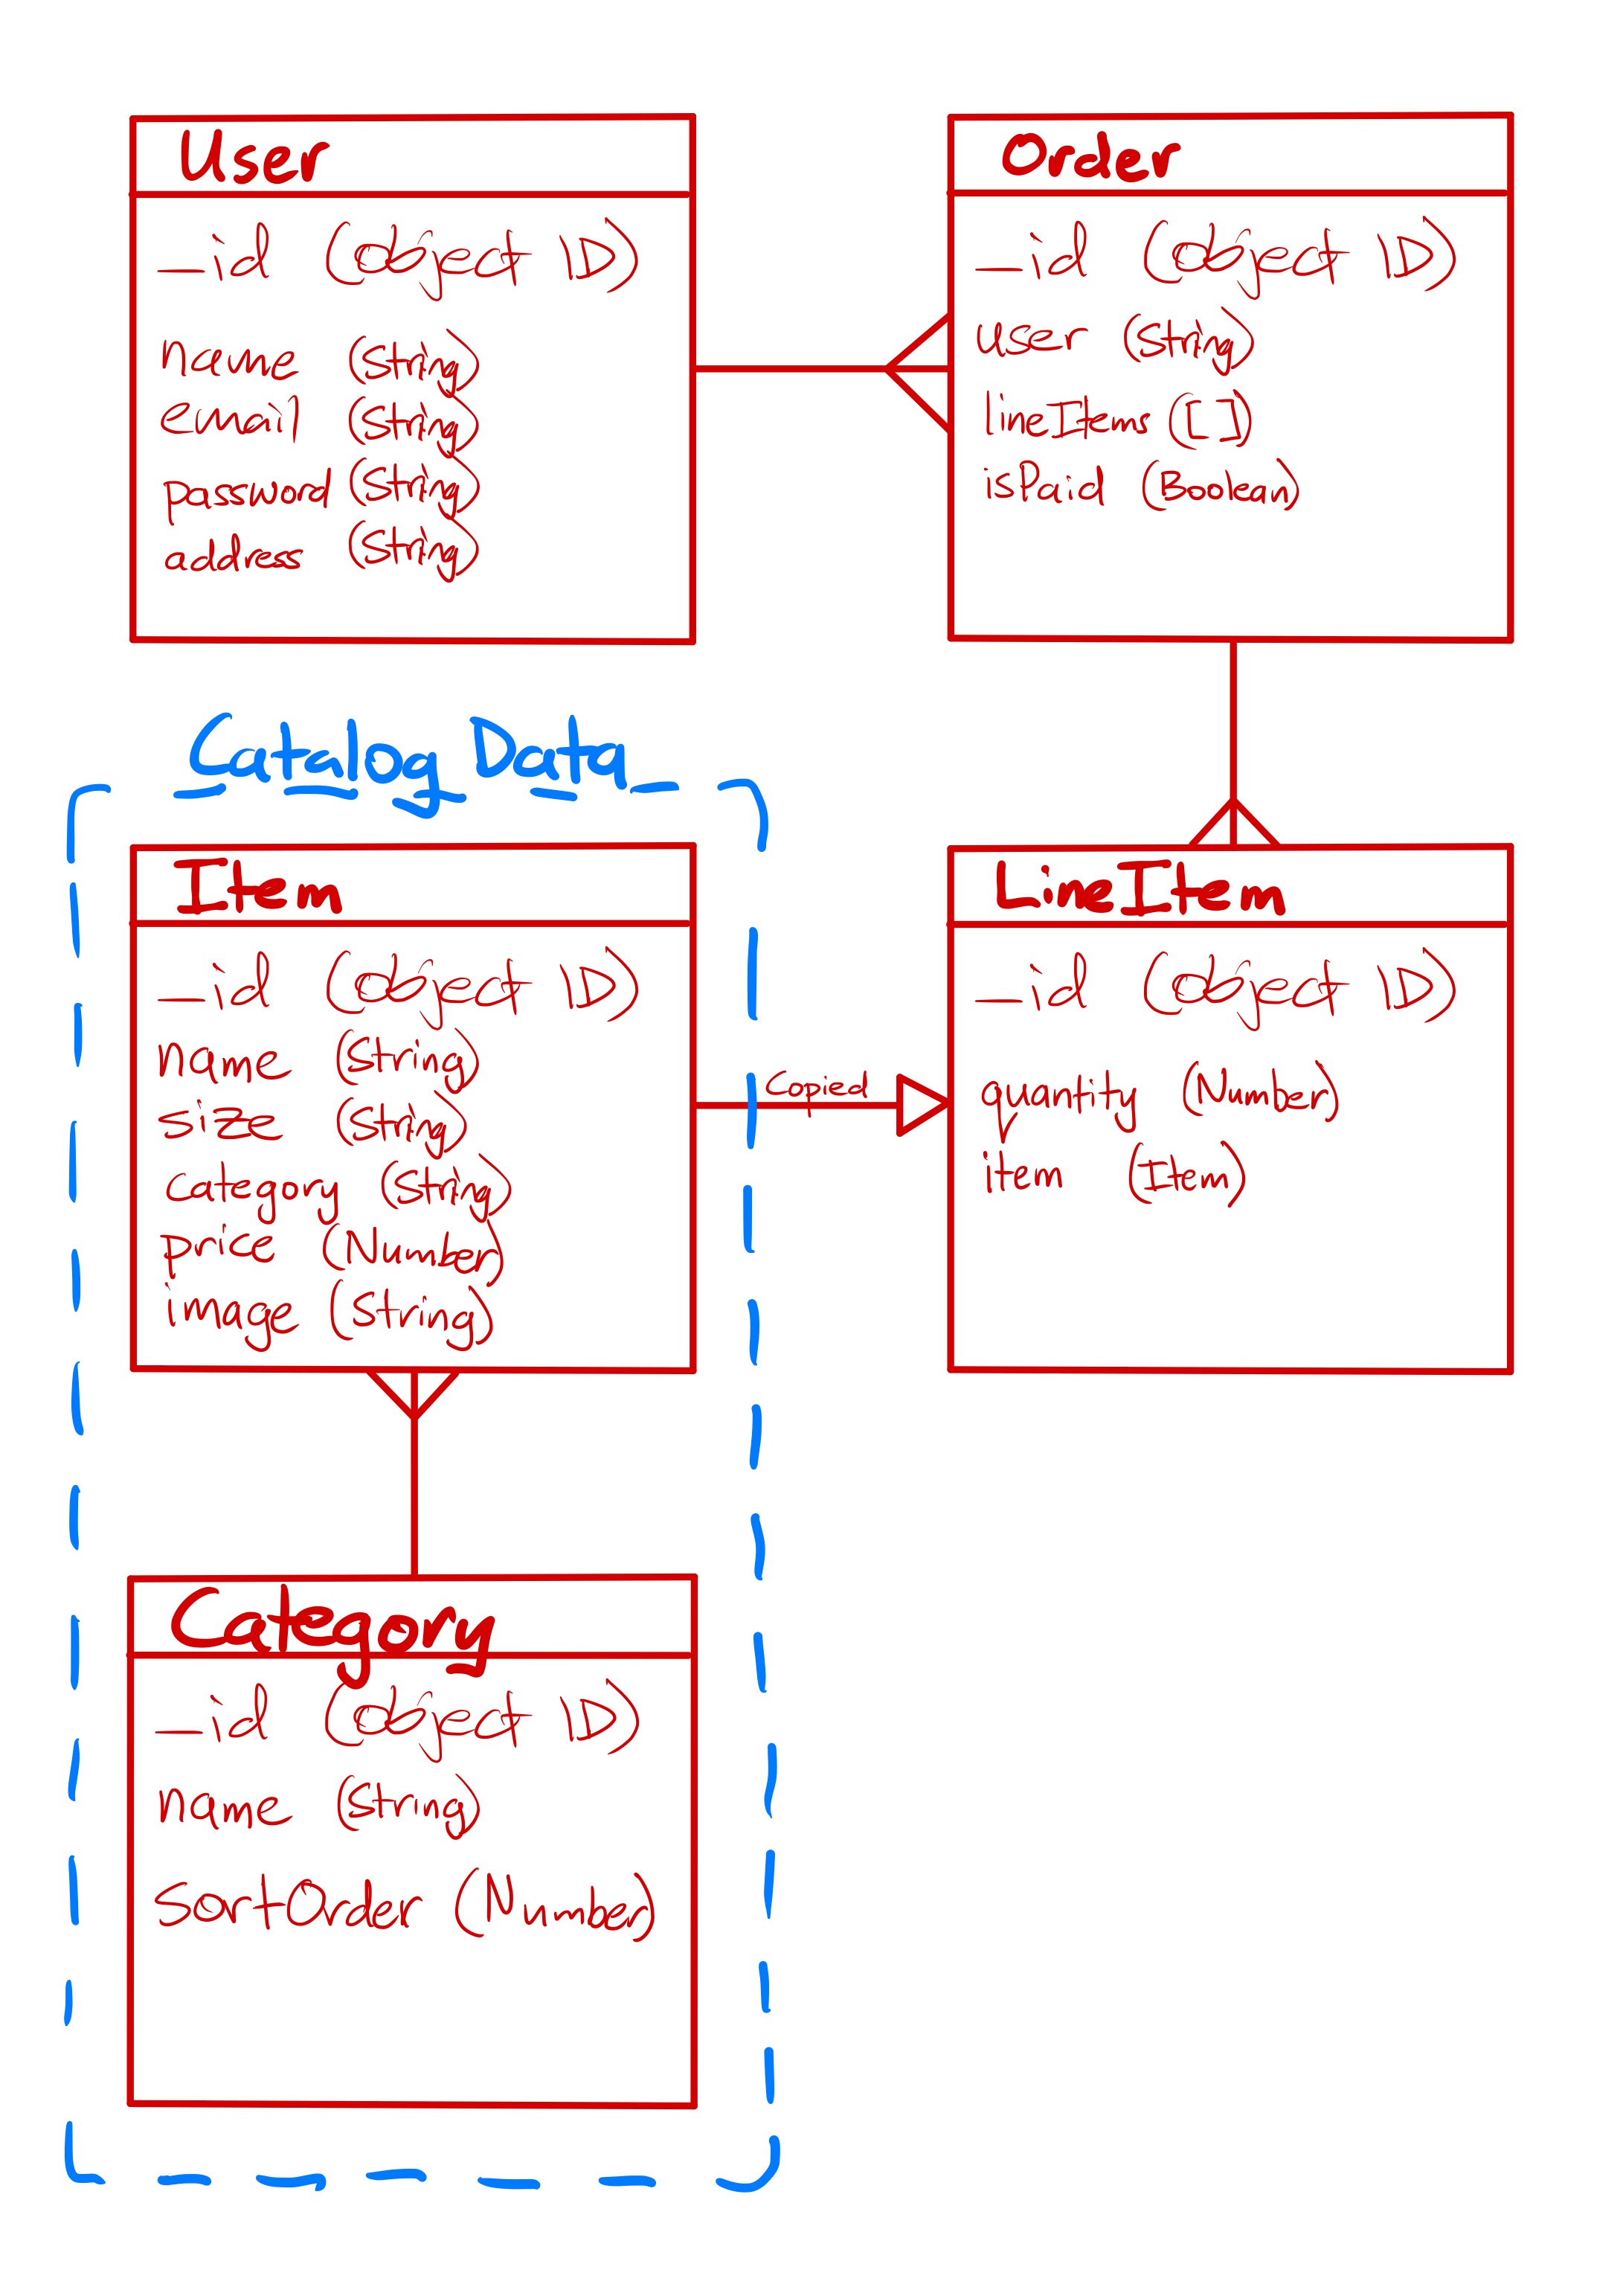 User
_id (Object ID)
name (String)
email (String)
password (String)
address (String)
Order
_id (Object ID)
user (String)
lineItems ([ ])
isPaid (Boolean)
Catalog Data
Item
_id (Object ID)
name (String)
size (String)
category (String)
price (Number)
image (String)
Copied
LineItem
_id (Object ID)
quantity (Number)
item (Item)
Category
_id (Object ID)
name (String)
sortOrder (Number)